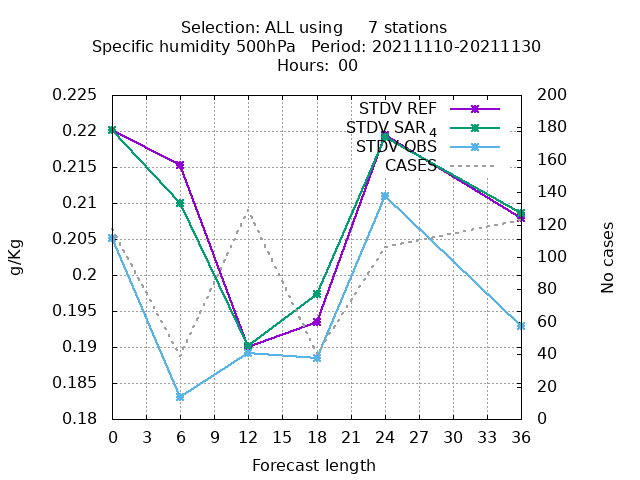 Selection: ALL using 7 stations
Specific humidity 500hPa Period: 20211110-20211130
Hours: 00
0.225
0.22
0.215
0.21
0.205
0.2
0.195
0.19
0.185
0.18
g/Kg
STDV REF
STDV SAR 4
STDV OBS
CASES
200
180
160
140
120
100
80
60
40
20
0
No cases
0 3 6 9 12 15 18 21 24 27 30 33 36
Forecast length